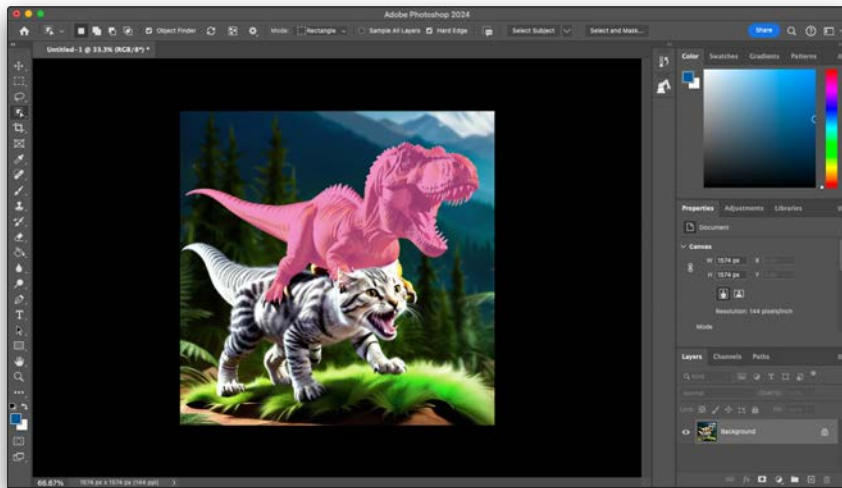 Adobe Photoshop 2024
Object Finder
Mode: Rectangle
Sample All Layers
Hard Edge
Select Subject
Select and Mask...
Share
Untitled-1 @ 33.3% (RGB/8*) *
Color Swatches Gradients Patterns
Properties Adjustments Libraries
Document
Canvas
W 1574 px X
H 1574 px Y
Resolution: 144 pixels/inch
Mode
Layers Channels Paths
Kind
Normal
Lock:
Background
fx
66.67% 1574 px x 1574 px (144 ppi)